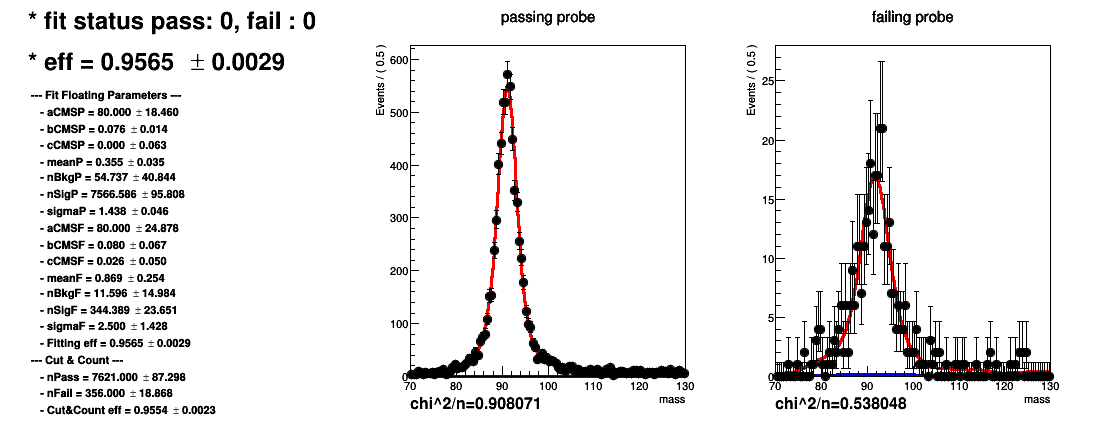 * fit status pass: 0, fail : 0
* eff = 0.9565 ± 0.0029
--- Fit Floating Parameters ---
- aCMSP = 80.000 ± 18.460
- bCMSP = 0.076 ± 0.014
- cCMSP = 0.000 ± 0.063
- meanP = 0.355 ± 0.035
- nBkgP = 54.737 ± 40.844
- nSigP = 7566.586 ± 95.808
- sigmaP = 1.438 ± 0.046
- aCMSF = 80.000 ± 24.878
- bCMSF = 0.080 ± 0.067
- cCMSF = 0.026 ± 0.050
- meanF = 0.869 ± 0.254
- nBkgF = 11.596 ± 14.984
- nSigF = 344.389 ± 23.651
- sigmaF = 2.500 ± 1.428
- Fitting eff = 0.9565 ± 0.0029
--- Cut & Count ---
- nPass = 7621.000 ± 87.298
- nFail = 356.000 ± 18.868
- Cut&Count eff = 0.9554 ± 0.0023
passing probe
Events / ( 0.5 )
600
500
400
300
200
100
0
70 80 90 100 110 120 130
mass
chi^2/n=0.908071
failing probe
Events / ( 0.5 )
25
20
15
10
5
0
70 80 90 100 110 120 130
mass
chi^2/n=0.538048